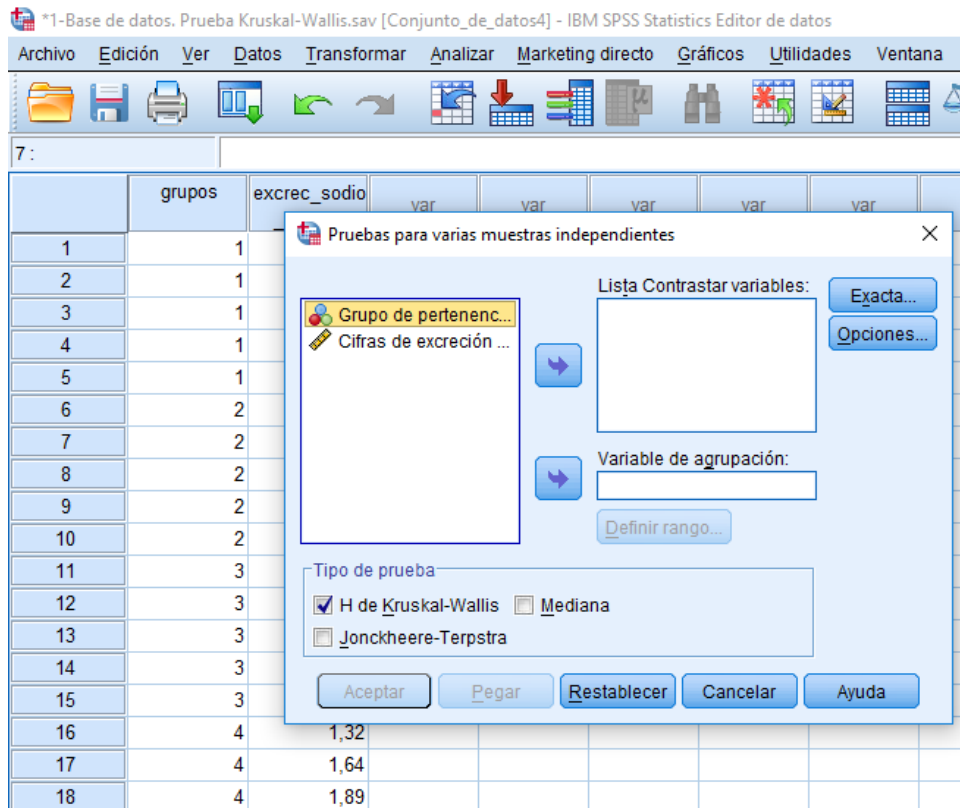 *1-Base de datos. Prueba Kruskal-Wallis.sav [Conjunto_de_datos4] - IBM SPSS Statistics Editor de datos
Archivo Edición Ver Datos Transformar Analizar Marketing directo Gráficos Utilidades Ventana
7 :
grupos excrec_sodio var var var var var
Pruebas para varias muestras independientes
1 1
2 1
3 1
4 1
5 1
6 2
7 2
8 2
9 2
10 2
11 3
12 3
13 3
14 3
15 3
16 4 1,32
17 4 1,64
18 4 1,89
Grupo de pertenenc...
Cifras de excreción ...
Lista Contrastar variables:
Exacta...
Opciones...
Variable de agrupación:
Definir rango...
Tipo de prueba
H de Kruskal-Wallis Mediana
Jonckheere-Terpstra
Aceptar Pegar Restablecer Cancelar Ayuda